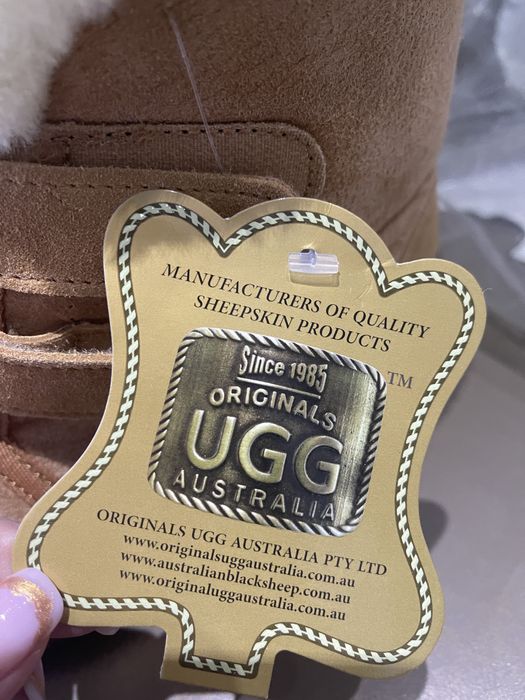 MANUFACTURERS OF QUALITY
SHEEPSKIN PRODUCTS
Since 1985
ORIGINALS
UGG
AUSTRALIA
TM
ORIGINALS UGG AUSTRALIA PTY LTD
www.originalsuggaustralia.com.au
www.australianblacksheep.com.au
www.originaluggaustralia.com.au